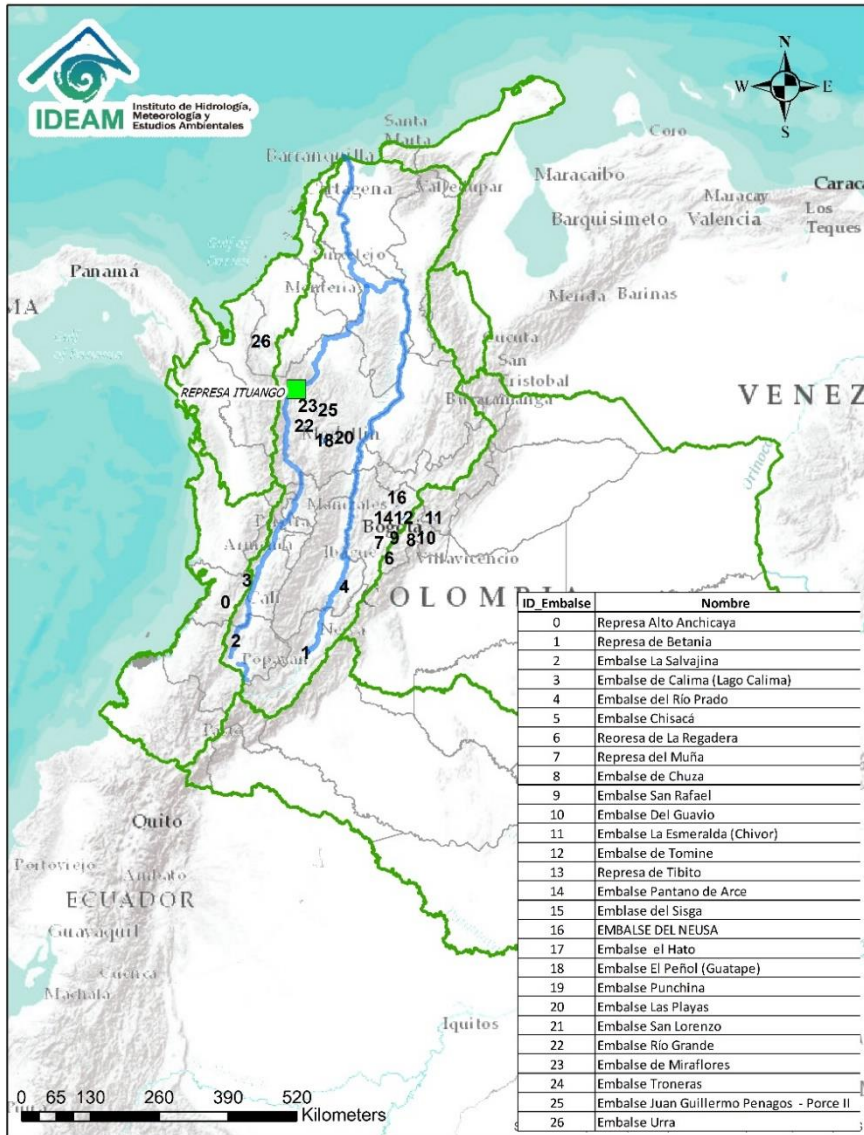 IDEAM
Instituto de Hidrología,
Meteorología y
Estudios Ambientales
N
W
E
S
Santa
Marta
Barranquilla
Cartagena
Valledupar
Coro
Maracaibo
Maracay
Carac
Barquisimeto
Valencia
Los
Teques
Panamá
Sincelejo
Montería
Merida
Barinas
MA
26
Cucuta
San
Cristobal
REPRESA ITUANGO
Bucaramanga
VENEZ
23
25
22
Medellín
18
20
Orinoco
16
Manizales
14
12
11
Bogotá
Pereira
7
9
8
10
Armenia
Ibagué
Villavicencio
6
3
4
0
Cali
COLOMBIA
2
Neiva
1
Popayán
Pasto
Quito
Portoviejo
Ambato
ECUADOR
Guayaquil
Cuenca
Machala
Iquitos
ID_Embalse Nombre
0 Represa Alto Anchicaya
1 Represa de Betania
2 Embalse La Salvajina
3 Embalse de Calima (Lago Calima)
4 Embalse del Río Prado
5 Embalse Chisacá
6 Reoresa de La Regadera
7 Represa del Muña
8 Embalse de Chuza
9 Embalse San Rafael
10 Embalse Del Guavio
11 Embalse La Esmeralda (Chivor)
12 Embalse de Tomine
13 Represa de Tibito
14 Embalse Pantano de Arce
15 Emblase del Sisga
16 EMBALSE DEL NEUSA
17 Embalse el Hato
18 Embalse El Peñol (Guatape)
19 Embalse Punchina
20 Embalse Las Playas
21 Embalse San Lorenzo
22 Embalse Río Grande
23 Embalse de Miraflores
24 Embalse Troneras
25 Embalse Juan Guillermo Penagos - Porce II
26 Embalse Urra
0 65 130 260 390 520
Kilometers